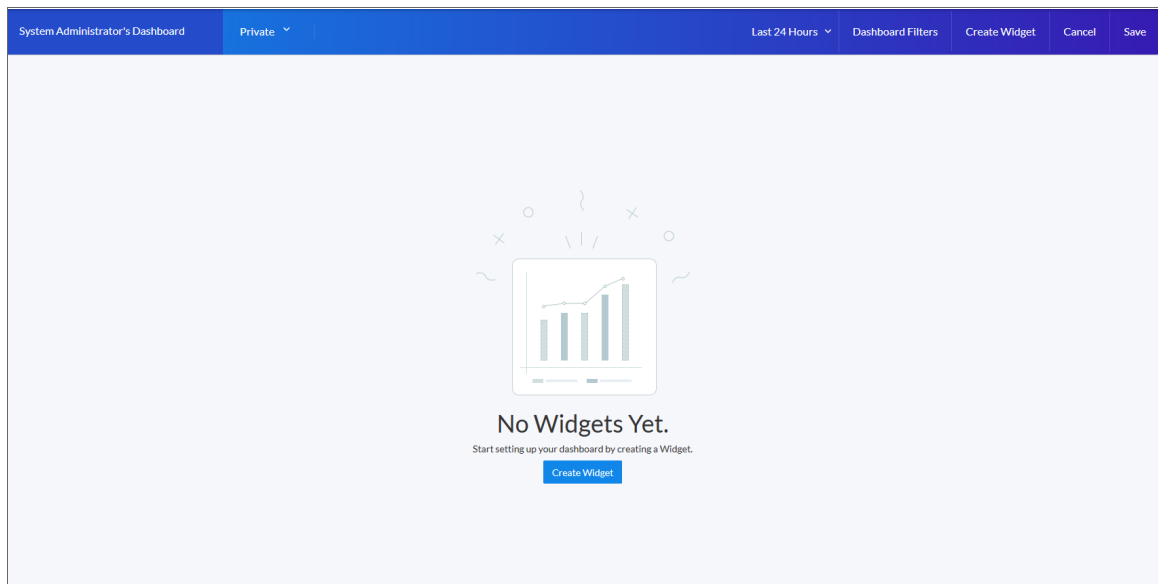 System Administrator's Dashboard
Private
Last 24 Hours
Dashboard Filters
Create Widget
Cancel
Save
No Widgets Yet.
Start setting up your dashboard by creating a Widget.
Create Widget